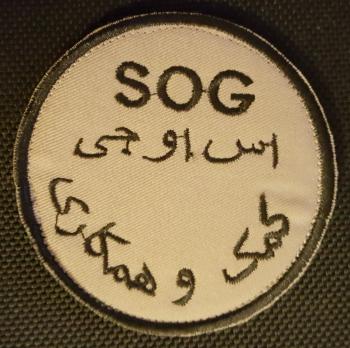 SOG
اس او جی
کمک و همکاری